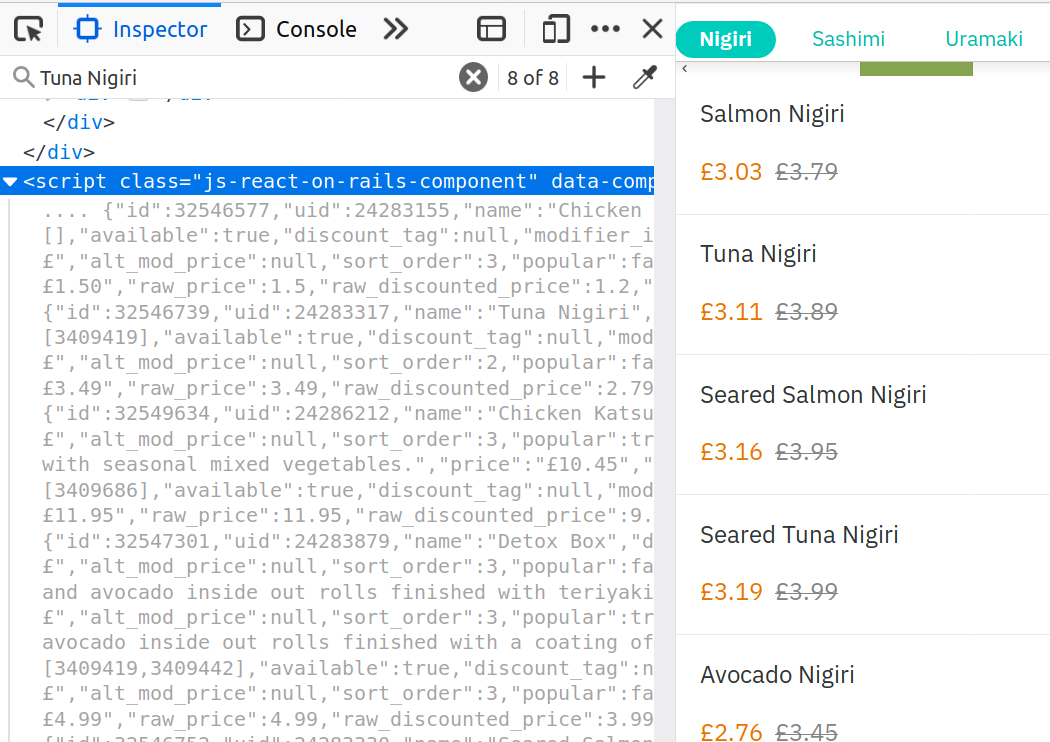 Inspector
Console
Tuna Nigiri
8 of 8
</div>
</div>
<script class="js-react-on-rails-component" data-comp
.... {"id":32546577,"uid":24283155,"name":"Chicken
[],"available":true,"discount_tag":null,"modifier_i
£","alt_mod_price":null,"sort_order":3,"popular":fa
£1.50","raw_price":1.5,"raw_discounted_price":1.2,"
{"id":32546739,"uid":24283317,"name":"Tuna Nigiri",
[3409419],"available":true,"discount_tag":null,"mod
£","alt_mod_price":null,"sort_order":2,"popular":fa
£3.49","raw_price":3.49,"raw_discounted_price":2.79
{"id":32549634,"uid":24286212,"name":"Chicken Katsu
£","alt_mod_price":null,"sort_order":3,"popular":tr
with seasonal mixed vegetables.","price":"£10.45","
[3409686],"available":true,"discount_tag":null,"mod
£11.95","raw_price":11.95,"raw_discounted_price":9.
{"id":32547301,"uid":24283879,"name":"Detox Box","d
£","alt_mod_price":null,"sort_order":3,"popular":fa
and avocado inside out rolls finished with teriyaki
£","alt_mod_price":null,"sort_order":3,"popular":tr
avocado inside out rolls finished with a coating of
[3409419,3409442],"available":true,"discount_tag":n
£","alt_mod_price":null,"sort_order":3,"popular":fa
£4.99","raw_price":4.99,"raw_discounted_price":3.99
Nigiri
Sashimi
Uramaki
Salmon Nigiri
£3.03 £3.79
Tuna Nigiri
£3.11 £3.89
Seared Salmon Nigiri
£3.16 £3.95
Seared Tuna Nigiri
£3.19 £3.99
Avocado Nigiri
£2.76 £3.45